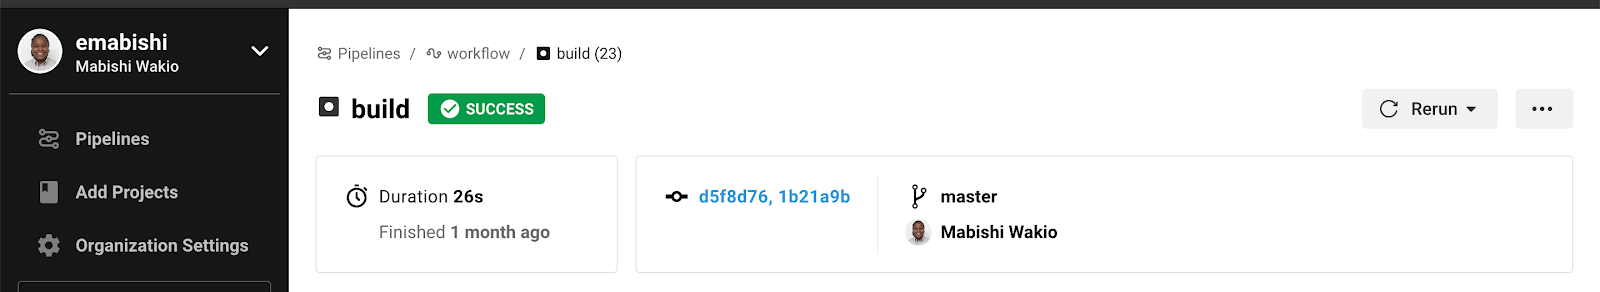 emabishi
Mabishi Wakio
Pipelines
Add Projects
Organization Settings
Pipelines / workflow / build (23)
build SUCCESS
Rerun
Duration 26s
Finished 1 month ago
d5f8d76, 1b21a9b
master
Mabishi Wakio